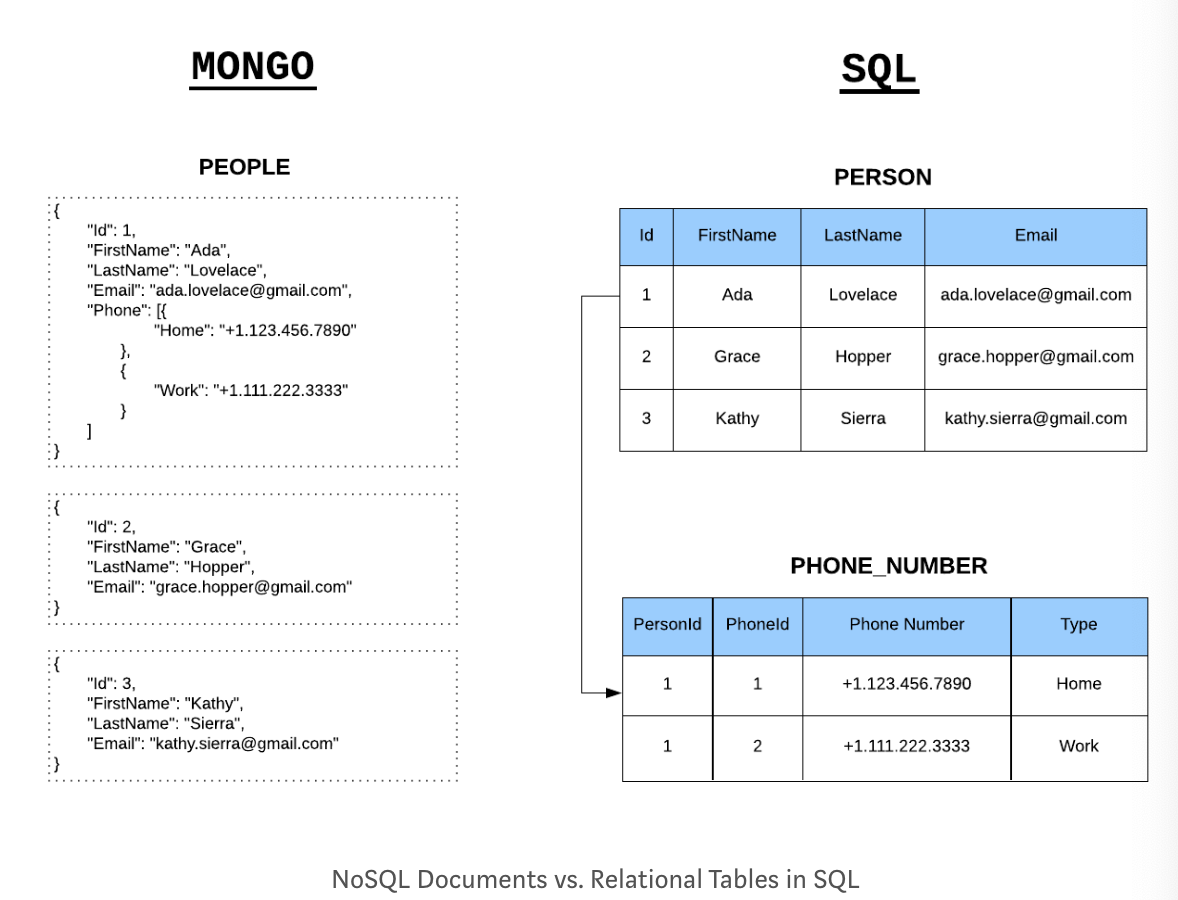 MONGO
PEOPLE
{
"Id": 1,
"FirstName": "Ada",
"LastName": "Lovelace",
"Email": "ada.lovelace@gmail.com",
"Phone": [{
"Home": "+1.123.456.7890"
},
{
"Work": "+1.111.222.3333"
}
]
}
{
"Id": 2,
"FirstName": "Grace",
"LastName": "Hopper",
"Email": "grace.hopper@gmail.com"
}
{
"Id": 3,
"FirstName": "Kathy",
"LastName": "Sierra",
"Email": "kathy.sierra@gmail.com"
}
SQL
PERSON
Id FirstName LastName Email
1 Ada Lovelace ada.lovelace@gmail.com
2 Grace Hopper grace.hopper@gmail.com
3 Kathy Sierra kathy.sierra@gmail.com
PHONE_NUMBER
PersonId PhoneId Phone Number Type
1 1 +1.123.456.7890 Home
1 2 +1.111.222.3333 Work
NoSQL Documents vs. Relational Tables in SQL